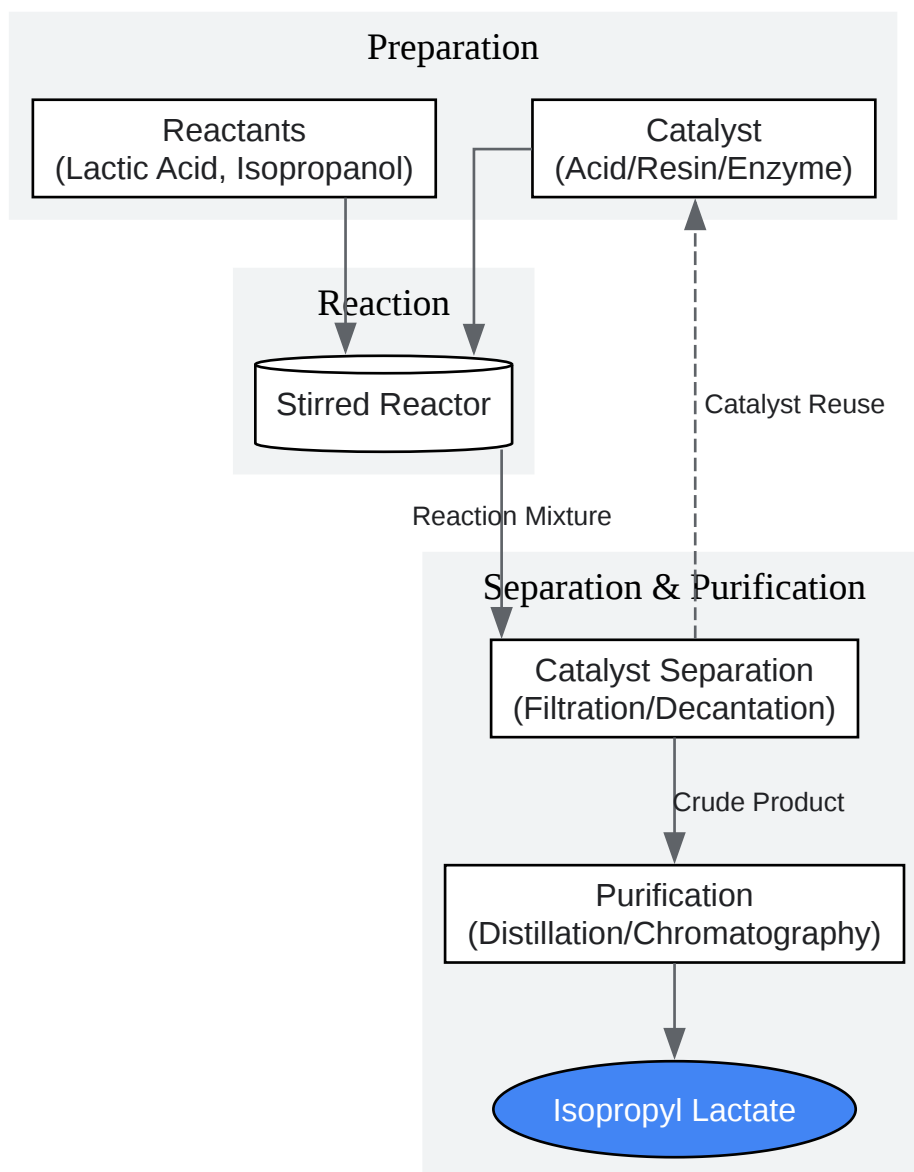 Preparation
Reactants
(Lactic Acid, Isopropanol)
Catalyst
(Acid/Resin/Enzyme)
Reaction
Stirred Reactor
Catalyst Reuse
Reaction Mixture
Separation & Purification
Catalyst Separation
(Filtration/Decantation)
Crude Product
Purification
(Distillation/Chromatography)
Isopropyl Lactate